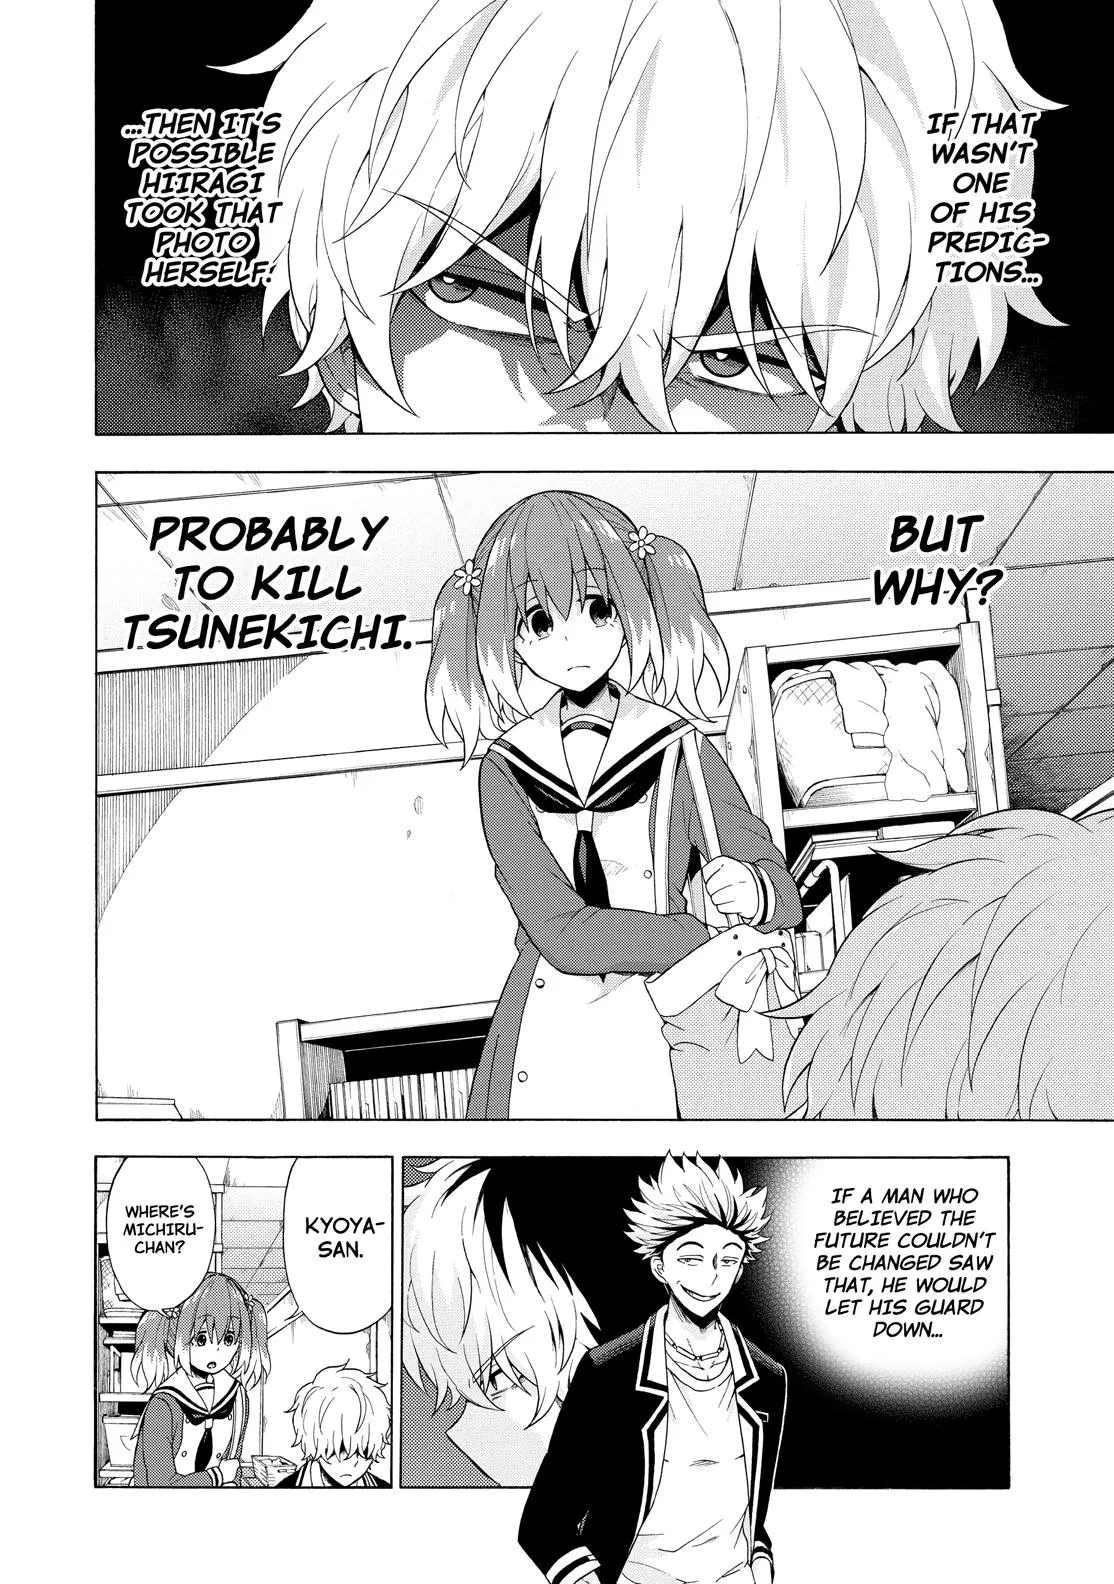 IF THAT
WASN'T
ONE
OF HIS
PREDIC-
TIONS...
...THEN IT'S
POSSIBLE
HIIRAGI
TOOK THAT
PHOTO
HERSELF.
BUT
WHY?
PROBABLY
TO KILL
TSUNEKICHI.
IF A MAN WHO
BELIEVED THE
FUTURE COULDN'T
BE CHANGED SAW
THAT, HE WOULD
LET HIS GUARD
DOWN...
KYOYA-
SAN.
WHERE'S
MICHIRU-
CHAN?